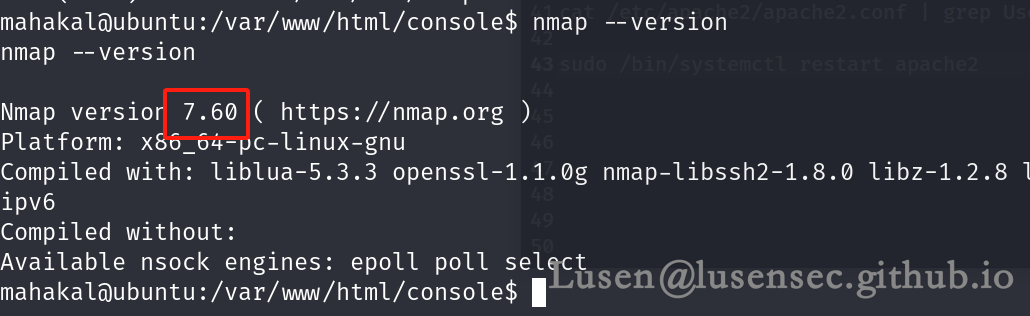 mahakal@ubuntu:/var/www/html/console$ nmap --version
nmap --version
Nmap version 7.60 ( https://nmap.org )
Platform: x86_64-pc-linux-gnu
Compiled with: liblua-5.3.3 openssl-1.1.0g nmap-libssh2-1.8.0 libz-1.2.8 l
ipv6
Compiled without:
Available nsock engines: epoll poll select
mahakal@ubuntu:/var/www/html/console$
41 cat /etc/apache2/apache2.conf | grep Use
42
43 sudo /bin/systemctl restart apache2
44
45
46
48
49
50
Lusen@lusensec.github.io